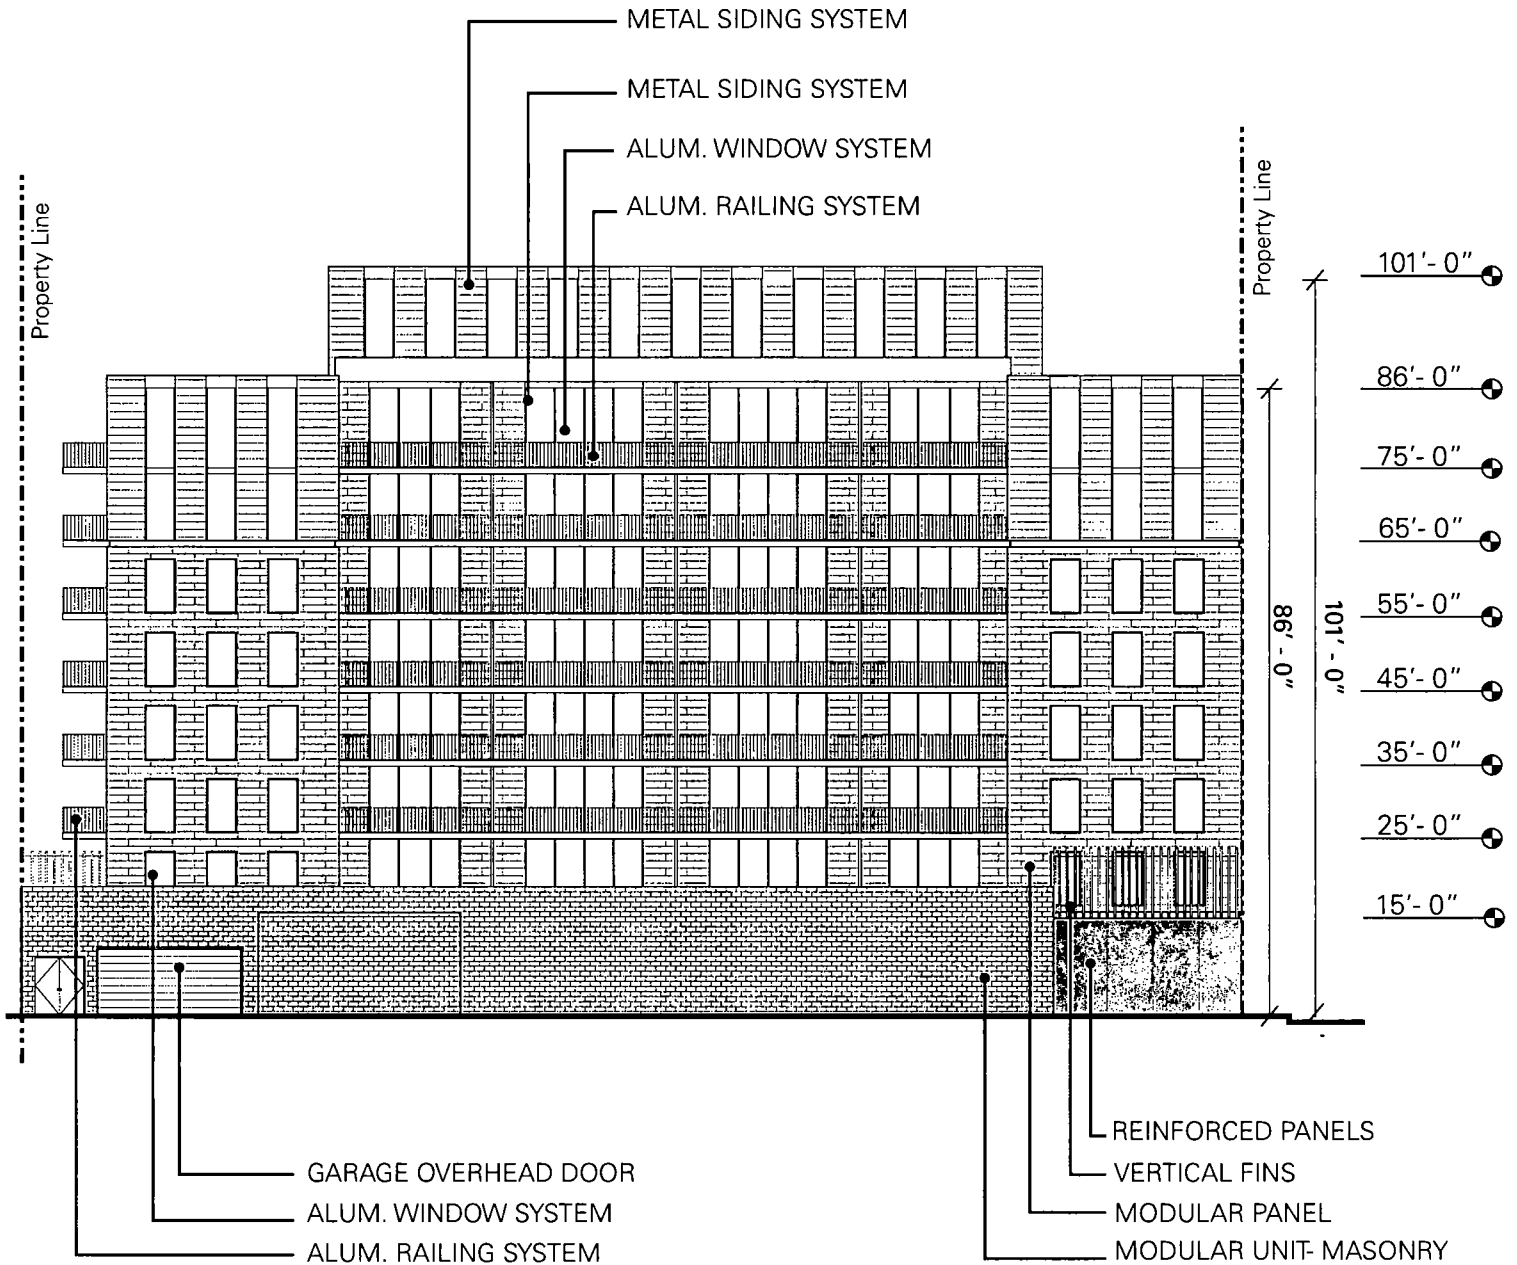 METAL SIDING SYSTEM
METAL SIDING SYSTEM
ALUM. WINDOW SYSTEM
ALUM. RAILING SYSTEM
Property Line
Property Line
101'- 0"
86'- 0"
75'- 0"
65'- 0"
55'- 0"
45'- 0"
35'- 0"
25'- 0"
15'- 0"
86' - 0"
101' - 0"
REINFORCED PANELS
VERTICAL FINS
MODULAR PANEL
MODULAR UNIT- MASONRY
GARAGE OVERHEAD DOOR
ALUM. WINDOW SYSTEM
ALUM. RAILING SYSTEM